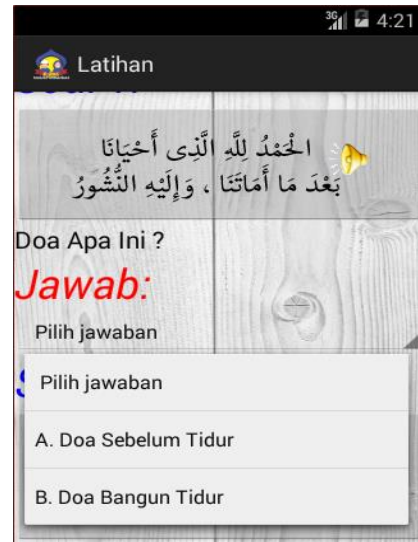 3G 4:21
Latihan
الْحَمْدُ لِلَّهِ الَّذِى أَحْيَانَا
بَعْدَ مَا أَمَاتَنَا ، وَإِلَيْهِ النُّشُورُ
Doa Apa Ini ?
Jawab:
Pilih jawaban
Pilih jawaban
A. Doa Sebelum Tidur
B. Doa Bangun Tidur